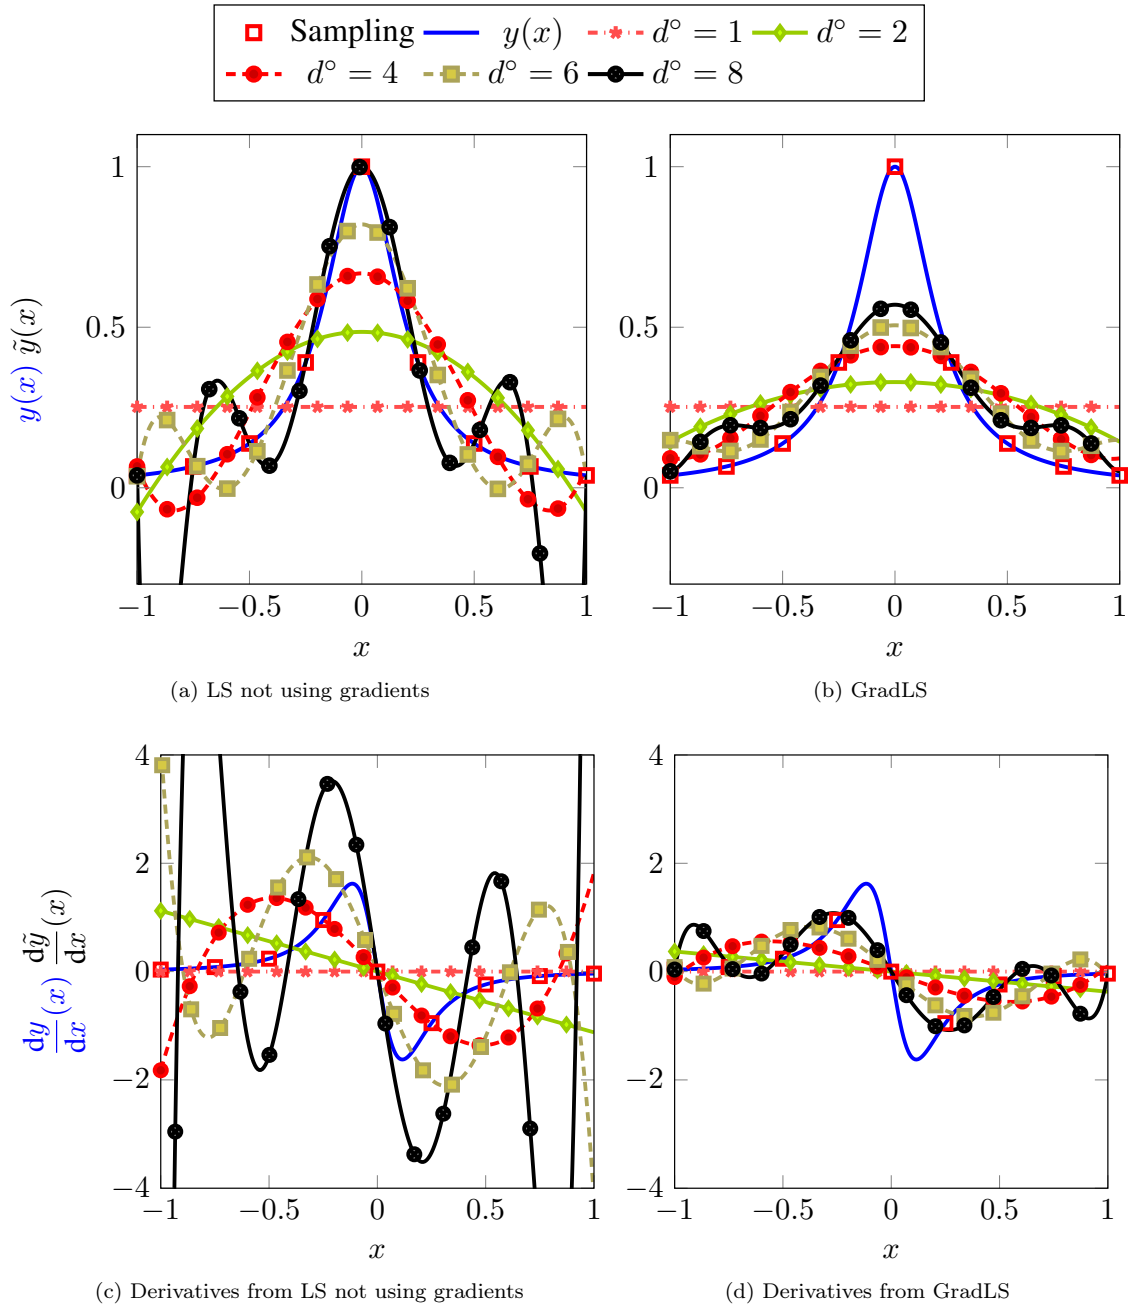 Sampling y(x) d° = 1 d° = 2
d° = 4 d° = 6 d° = 8
y(x) ỹ(x)
1
0.5
0
−1 −0.5 0 0.5 1
x
(a) LS not using gradients
1
0.5
0
−1 −0.5 0 0.5 1
x
(b) GradLS
dy/dx (x) dỹ/dx (x)
4
2
0
−2
−4
−1 −0.5 0 0.5 1
x
(c) Derivatives from LS not using gradients
4
2
0
−2
−4
−1 −0.5 0 0.5 1
x
(d) Derivatives from GradLS